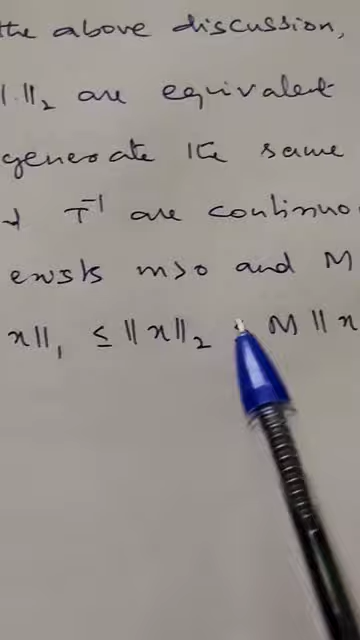 the above discussion,
‖₂ are equivalent
generate the same
T⁻¹ are continuo
exists m>0 and M
x‖₁ ≤ ‖x‖₂ M ‖x